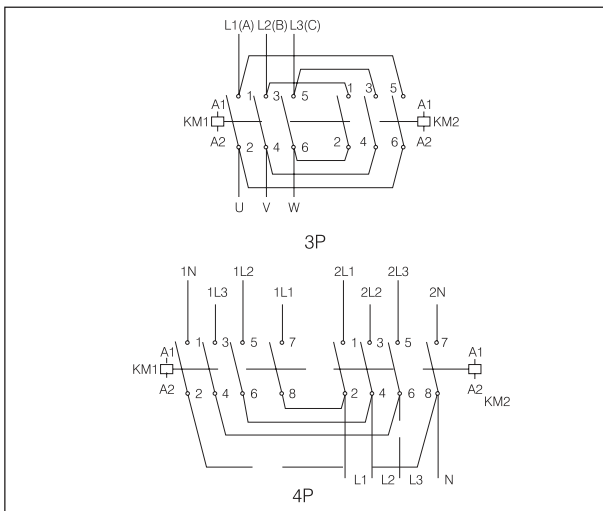 L1(A) L2(B) L3(C)
1 3 5 1 3 5
A1 A1
KM1 KM2
A2 A2
2 4 6 2 4 6
U V W
3P
1N 1L2 2L1 2L3
1L3 1L1 2L2 2N
1 3 5 7 1 3 5 7
A1 A1
KM1
A2 A2
2 4 6 8 2 4 6 8 KM2
L1 L2 L3 N
4P